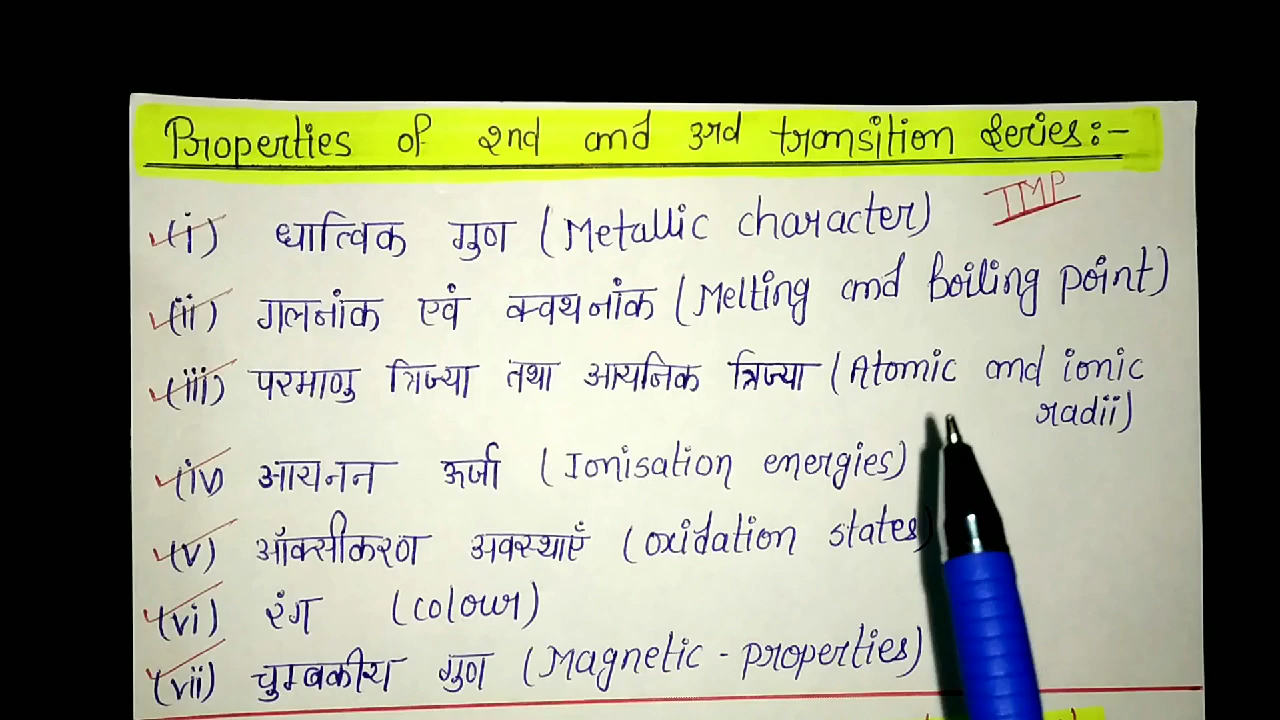 Properties of 2nd and 3rd transition series:-
IMP
(i) धात्विक गुण (Metallic character)
(ii) गलनांक एवं क्वथनांक (Melting and boiling point)
(iii) परमाणु त्रिज्या तथा आयनिक त्रिज्या (Atomic and ionic
radii)
(iv) आयनन ऊर्जा (Ionisation energies)
(v) ऑक्सीकरण अवस्थाएँ (oxidation states)
(vi) रंग (colour)
(vii) चुम्बकीय गुण (Magnetic - properties)